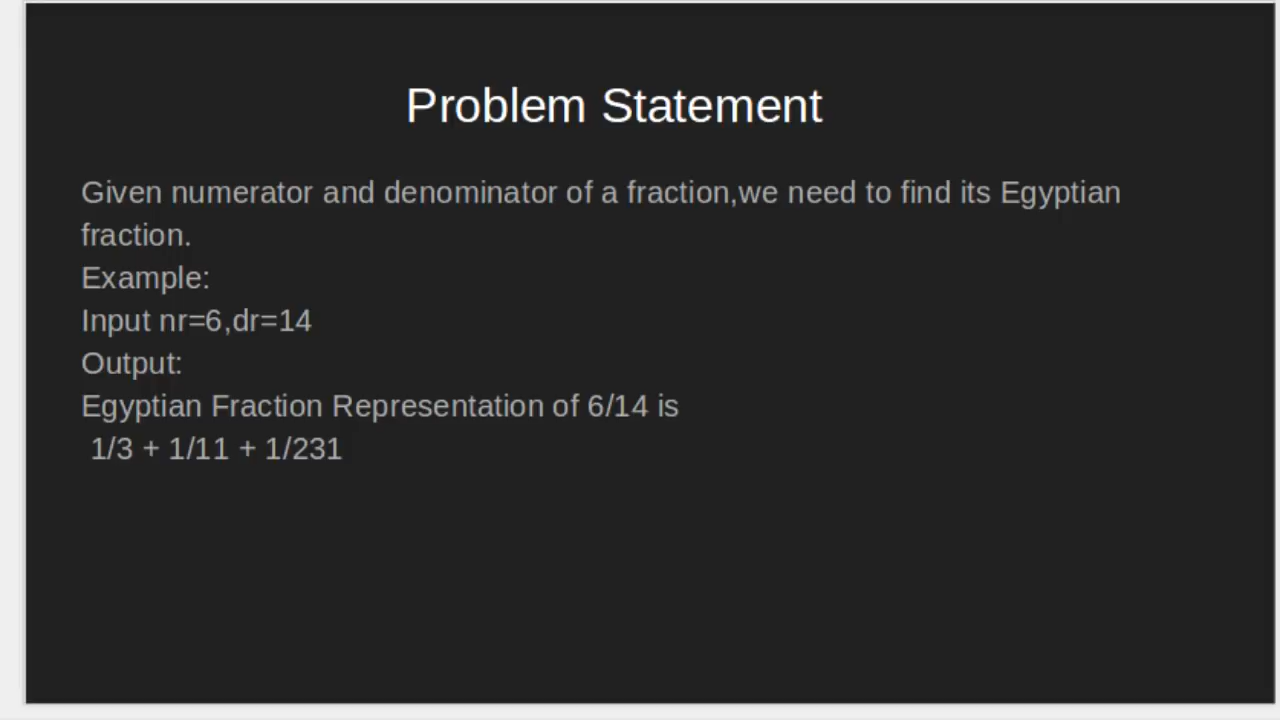 Problem Statement
Given numerator and denominator of a fraction,we need to find its Egyptian
fraction.
Example:
Input nr=6,dr=14
Output:
Egyptian Fraction Representation of 6/14 is
1/3 + 1/11 + 1/231